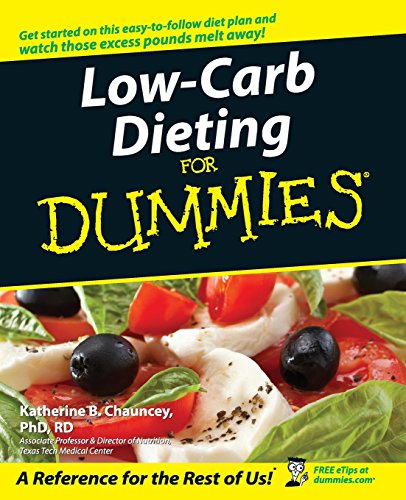 Get started on this easy-to-follow diet plan and
watch those excess pounds melt away!
Low-Carb
Dieting
FOR
DUMMIES®
Katherine B. Chauncey,
PhD, RD
Associate Professor & Director of Nutrition,
Texas Tech Medical Center
A Reference for the Rest of Us!®
FREE eTips at
dummies.com®